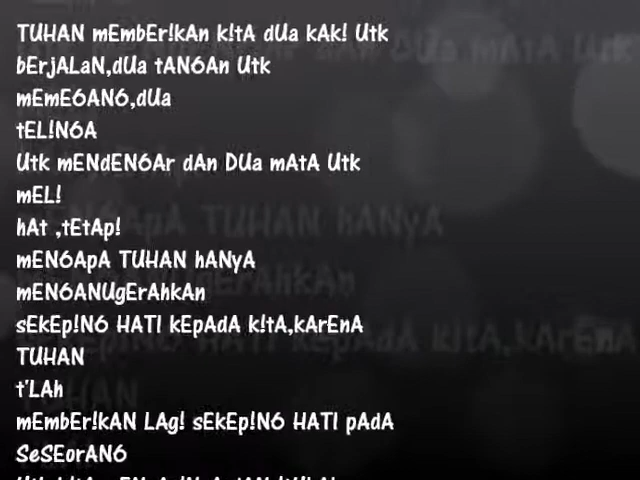 TUHAN mEmbEr!kAn k!tA dUa kAk! Utk
bErjALaN,dUa tAN6An Utk
mEmE6AN6,dUa
tEL!N6A
Utk mENdEN6Ar dAn DUa mAtA Utk
mEL!
hAt ,tEtAp!
mEN6ApA TUHAN hANyA
mEN6ANUgErAhkAn
sEkEp!N6 HATI kEpAdA k!tA,kArEnA
TUHAN
t'LAh
mEmbEr!kAN LAg! sEkEp!N6 HATI pAdA
SeSEorAN6